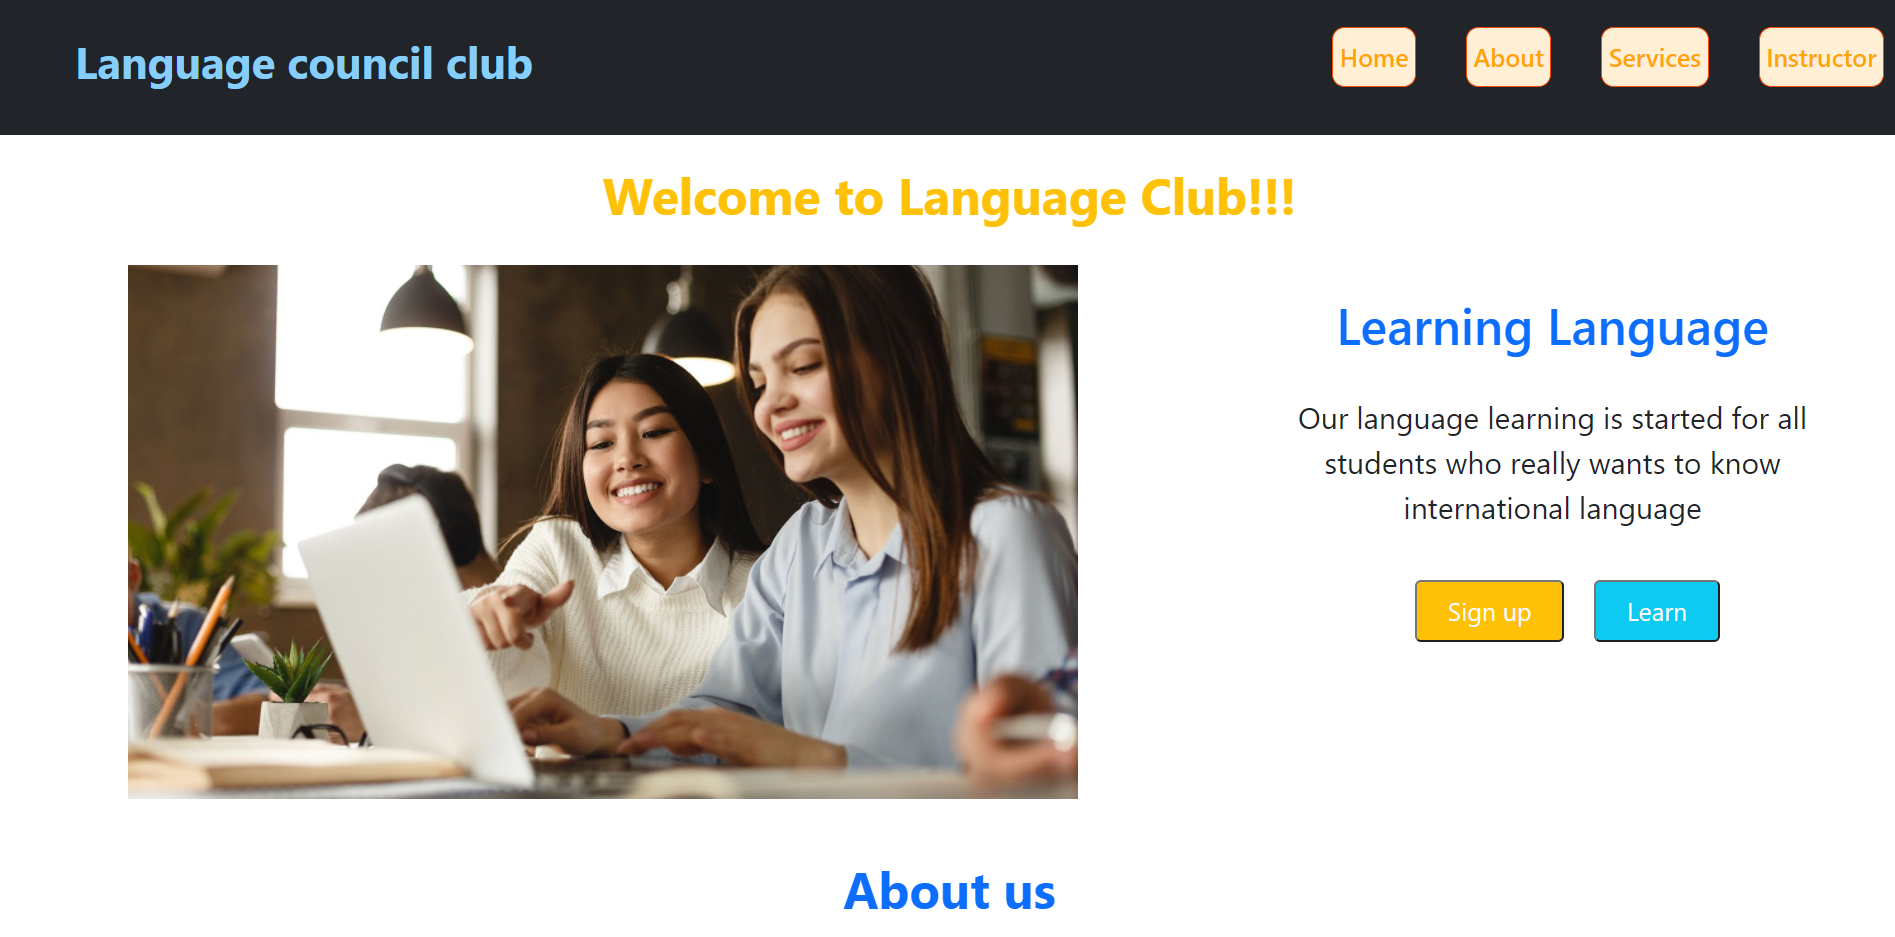 Language council club
Home About Services Instructor
Welcome to Language Club!!!
Learning Language
Our language learning is started for all
students who really wants to know
international language
Sign up Learn
About us